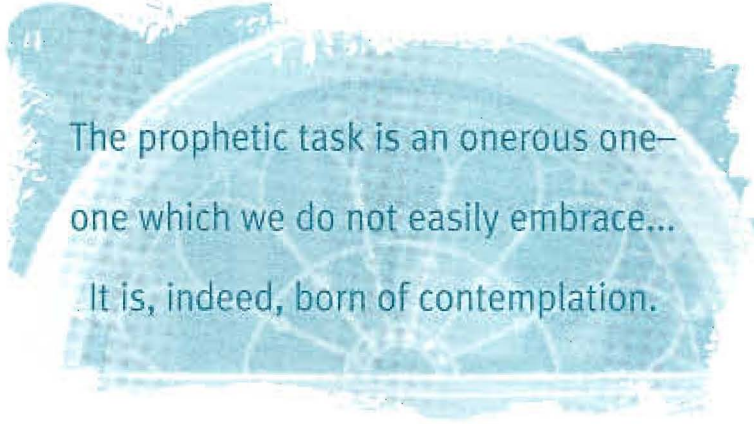 The prophetic task is an onerous one–
one which we do not easily embrace...
It is, indeed, born of contemplation.